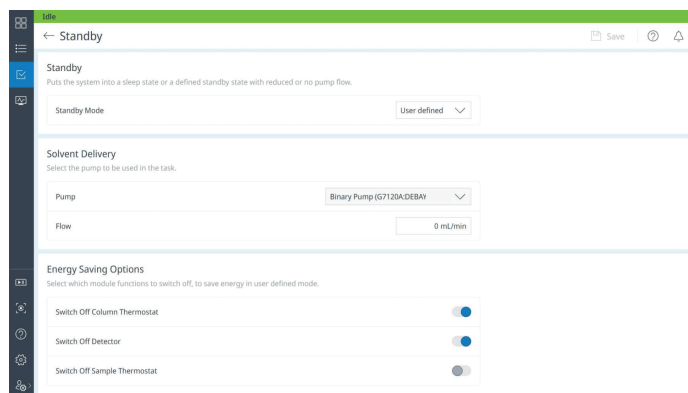 Idle
Standby
Save
Standby
Puts the system into a sleep state or a defined standby state with reduced or no pump flow.
Standby Mode
User defined
Solvent Delivery
Select the pump to be used in the task.
Pump
Binary Pump (G7120A:DEBAY
Flow
0 mL/min
Energy Saving Options
Select which module functions to switch off, to save energy in user defined mode.
Switch Off Column Thermostat
Switch Off Detector
Switch Off Sample Thermostat